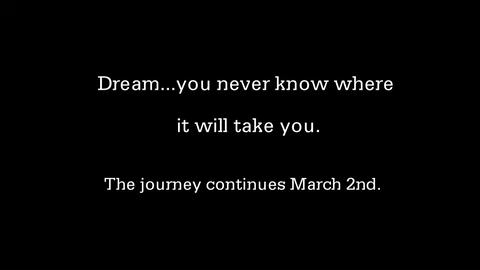 Dream...you never know where
it will take you.
The journey continues March 2nd.